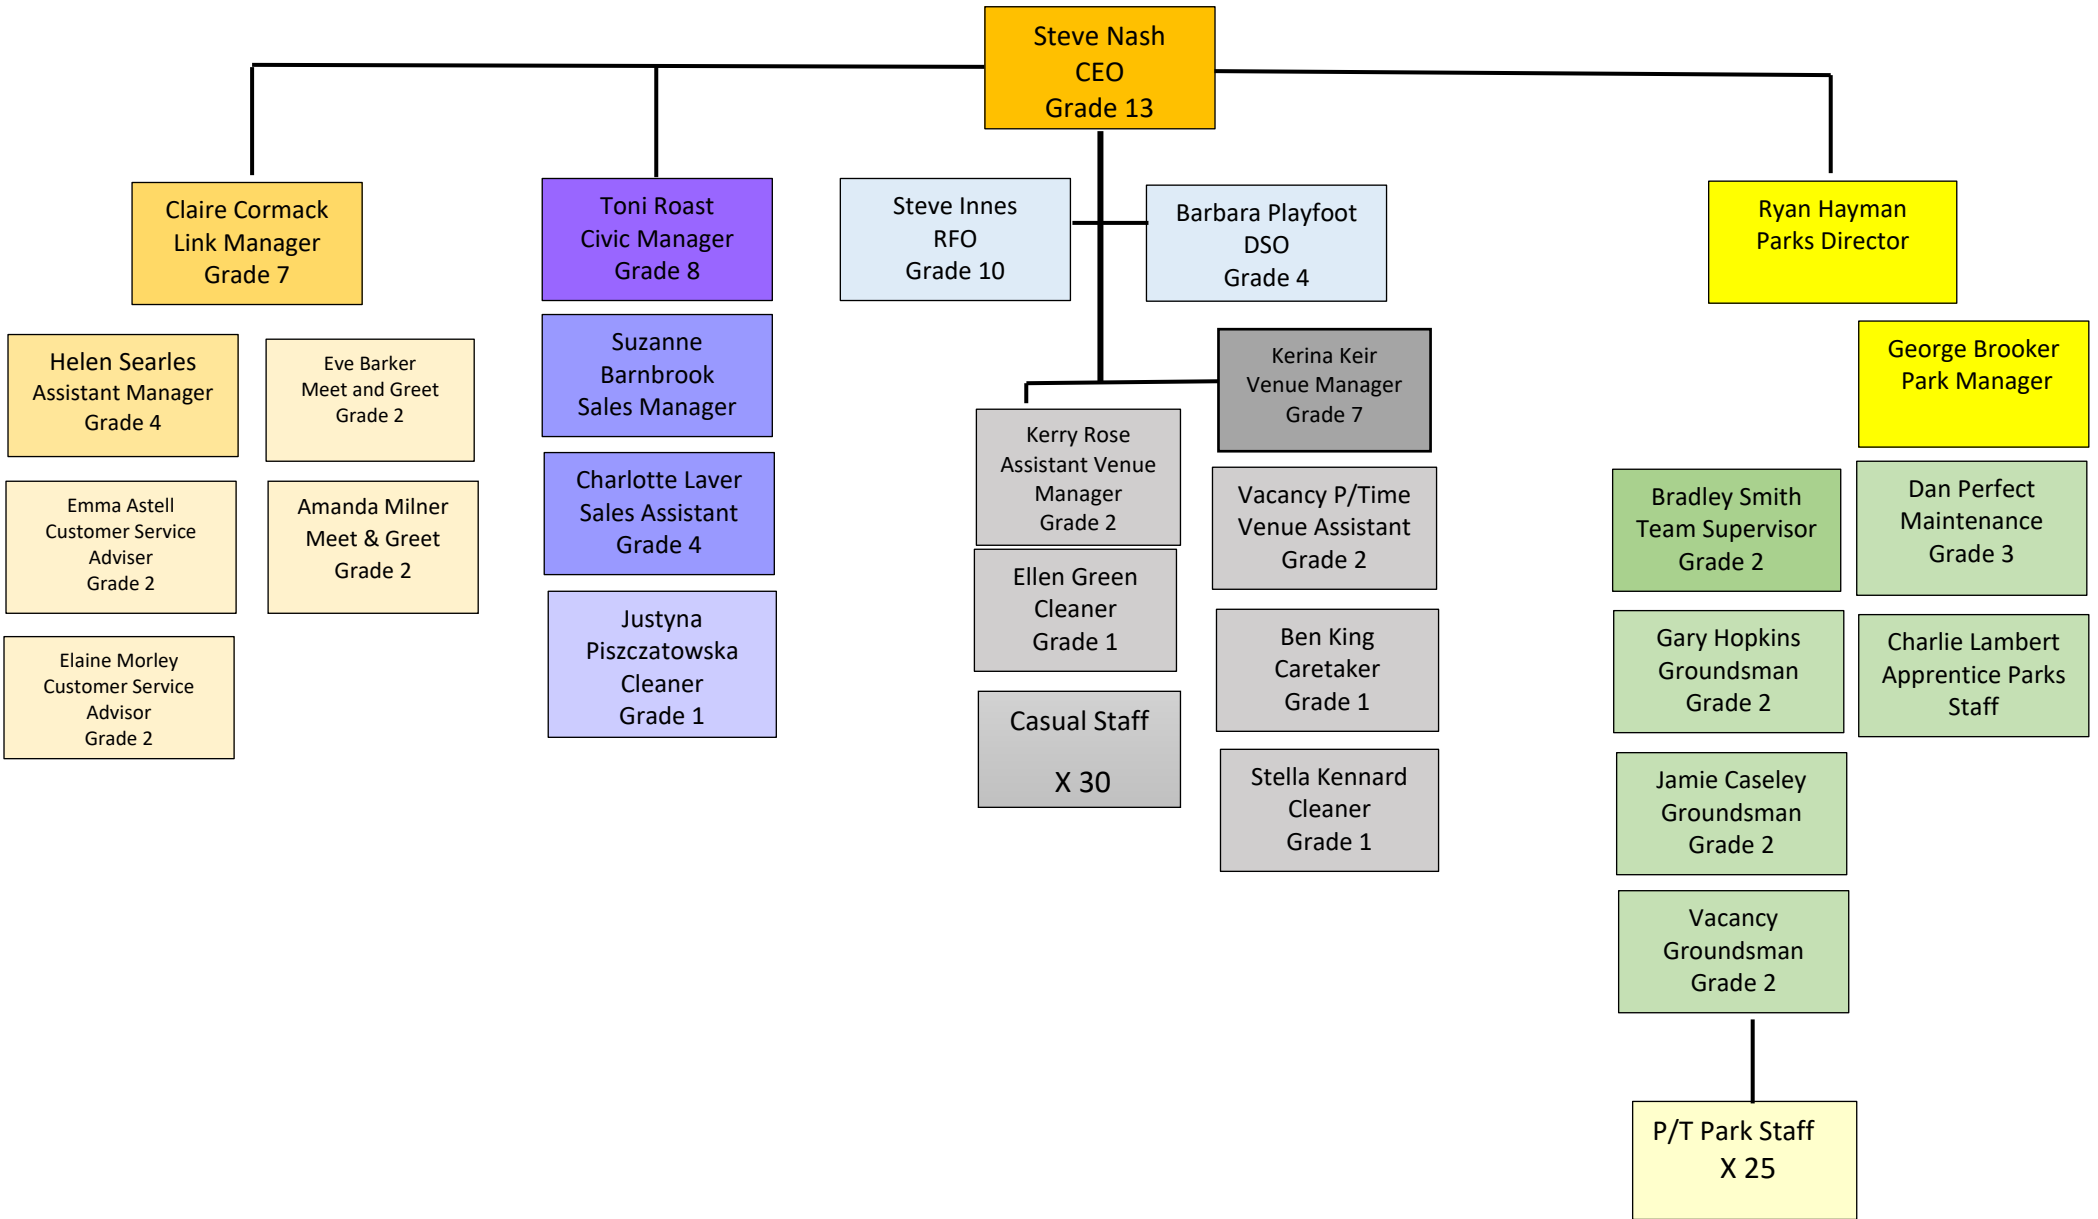 Steve Nash
CEO
Grade 13
Claire Cormack
Link Manager
Grade 7
Toni Roast
Civic Manager
Grade 8
Steve Innes
RFO
Grade 10
Barbara Playfoot
DSO
Grade 4
Ryan Hayman
Parks Director
Helen Searles
Assistant Manager
Grade 4
Eve Barker
Meet and Greet
Grade 2
Emma Astell
Customer Service
Adviser
Grade 2
Amanda Milner
Meet & Greet
Grade 2
Elaine Morley
Customer Service
Advisor
Grade 2
Suzanne
Barnbrook
Sales Manager
Charlotte Laver
Sales Assistant
Grade 4
Justyna
Piszczatowska
Cleaner
Grade 1
Kerina Keir
Venue Manager
Grade 7
Kerry Rose
Assistant Venue
Manager
Grade 2
Vacancy P/Time
Venue Assistant
Grade 2
Ellen Green
Cleaner
Grade 1
Ben King
Caretaker
Grade 1
Casual Staff
X 30
Stella Kennard
Cleaner
Grade 1
George Brooker
Park Manager
Bradley Smith
Team Supervisor
Grade 2
Dan Perfect
Maintenance
Grade 3
Gary Hopkins
Groundsman
Grade 2
Charlie Lambert
Apprentice Parks
Staff
Jamie Caseley
Groundsman
Grade 2
Vacancy
Groundsman
Grade 2
P/T Park Staff
X 25